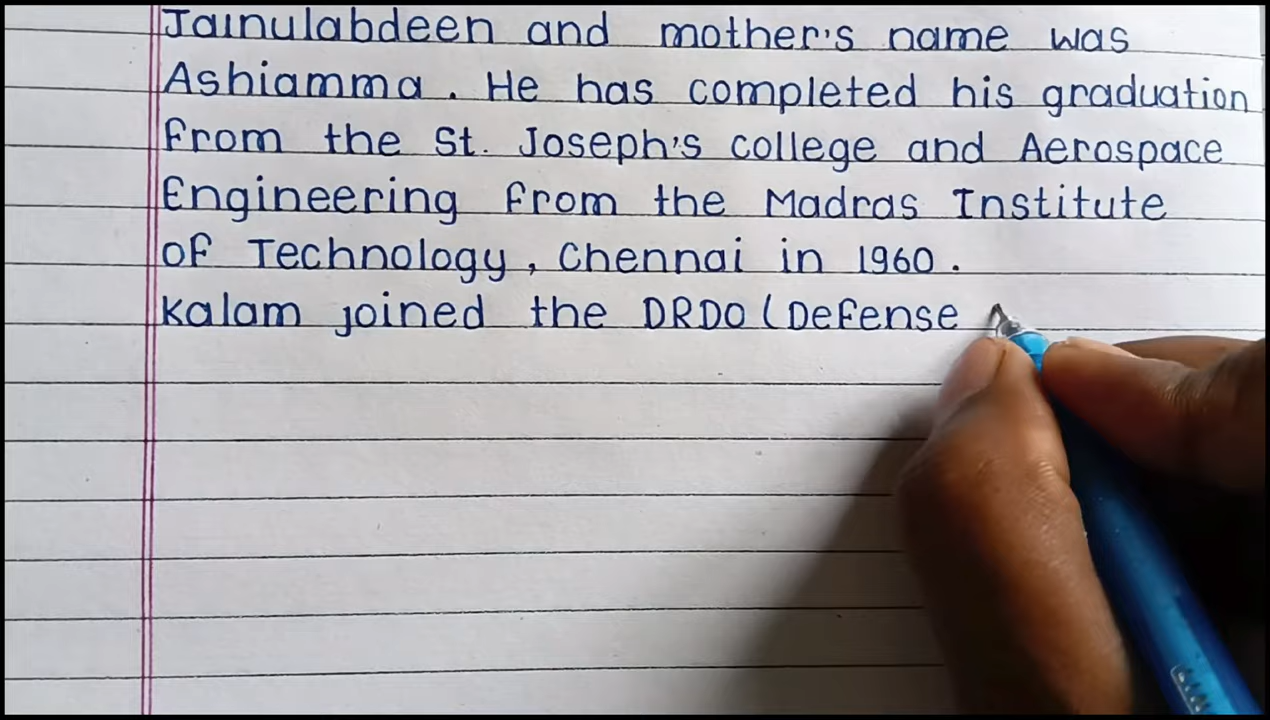 Jainulabdeen and mother's name was
Ashiamma. He has completed his graduation
From the St. Joseph's college and Aerospace
Engineering from the Madras Institute
of Technology, Chennai in 1960.
Kalam joined the DRDO (Defense